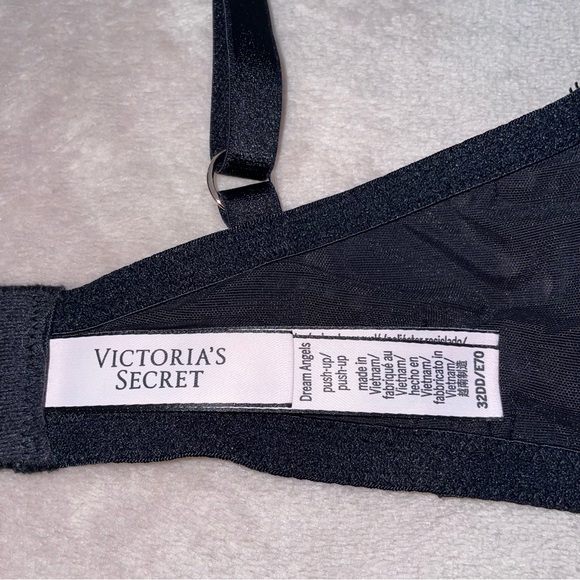 VICTORIA'S
SECRET
Dream Angels
push-up/
push-up
made in
Vietnam/
fabriqué au
Vietnam/
hecho en
Vietnam/
fabbricato in
Vietnam/
越南制造
32DD/E70